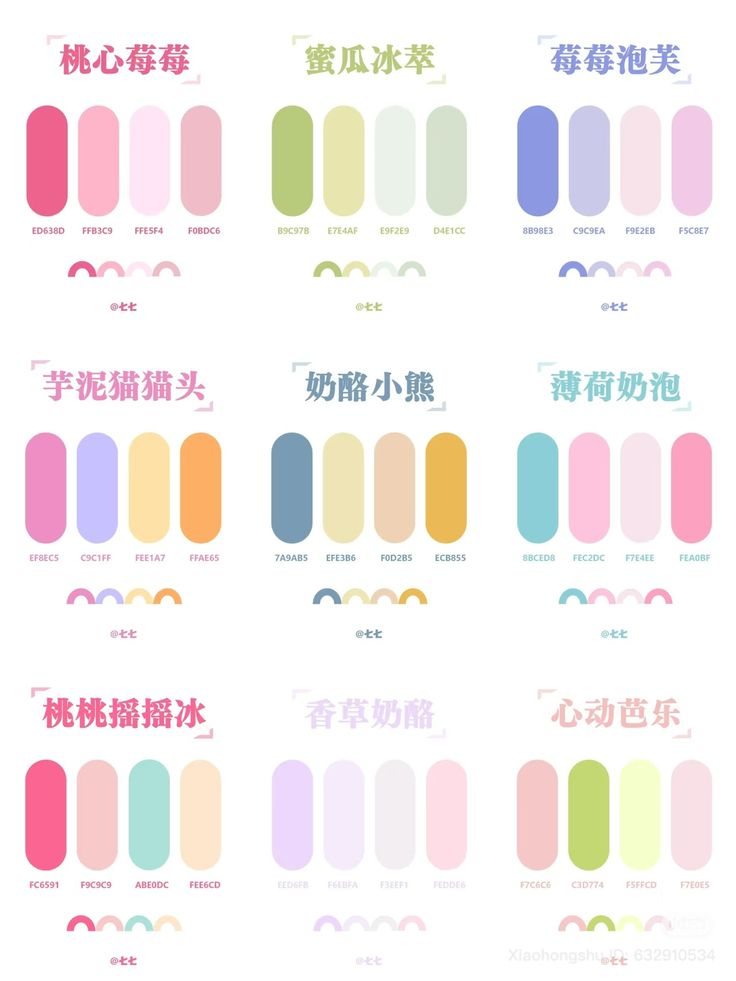 桃心莓莓
ED638D FFB3C9 FFE5F4 F0BDC6
@七七
蜜瓜冰萃
B9C97B E7E4AF E9F2E9 D4E1CC
@七七
莓莓泡芙
8B98E3 C9C9EA F9E2EB F5C8E7
@七七
芋泥猫猫头
EF8EC5 C9C1FF FEE1A7 FFAE65
@七七
奶酪小熊
7A9AB5 EFE3B6 F0D2B5 ECB855
@七七
薄荷奶泡
8BCED8 FEC2DC F7E4EE FEA0BF
@七七
桃桃摇摇冰
FC6591 F9C9C9 ABE0DC FEE6CD
@七七
香草奶酪
EED6FB F6EBFA F3EEF1 FEDDE6
@七七
心动芭乐
F7C6C6 C3D774 F5FFCD F7E0E5
@七七
Xiaohongshu ID: 632910534